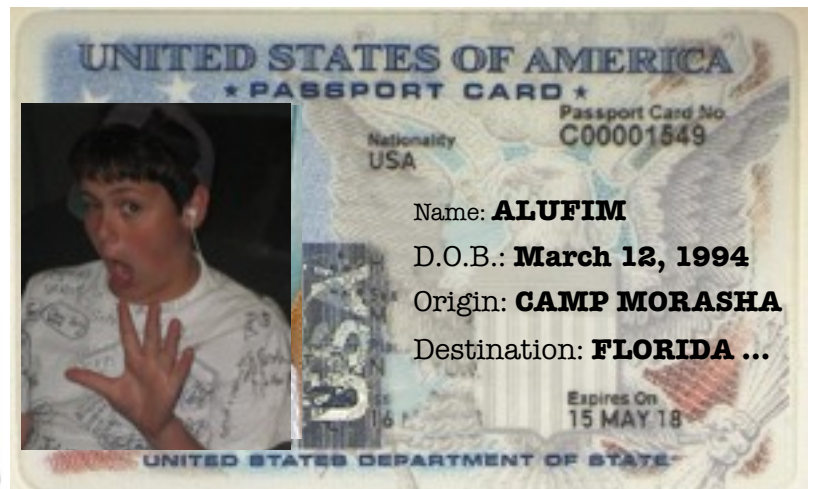 UNITED STATES OF AMERICA
★ PASSPORT CARD ★
Nationality
USA
Passport Card No.
C00001549
Name: ALUFIM
D.O.B.: March 12, 1994
Origin: CAMP MORASHA
Destination: FLORIDA ...
USA
Expires On
15 MAY 18
UNITED STATES DEPARTMENT OF STATE